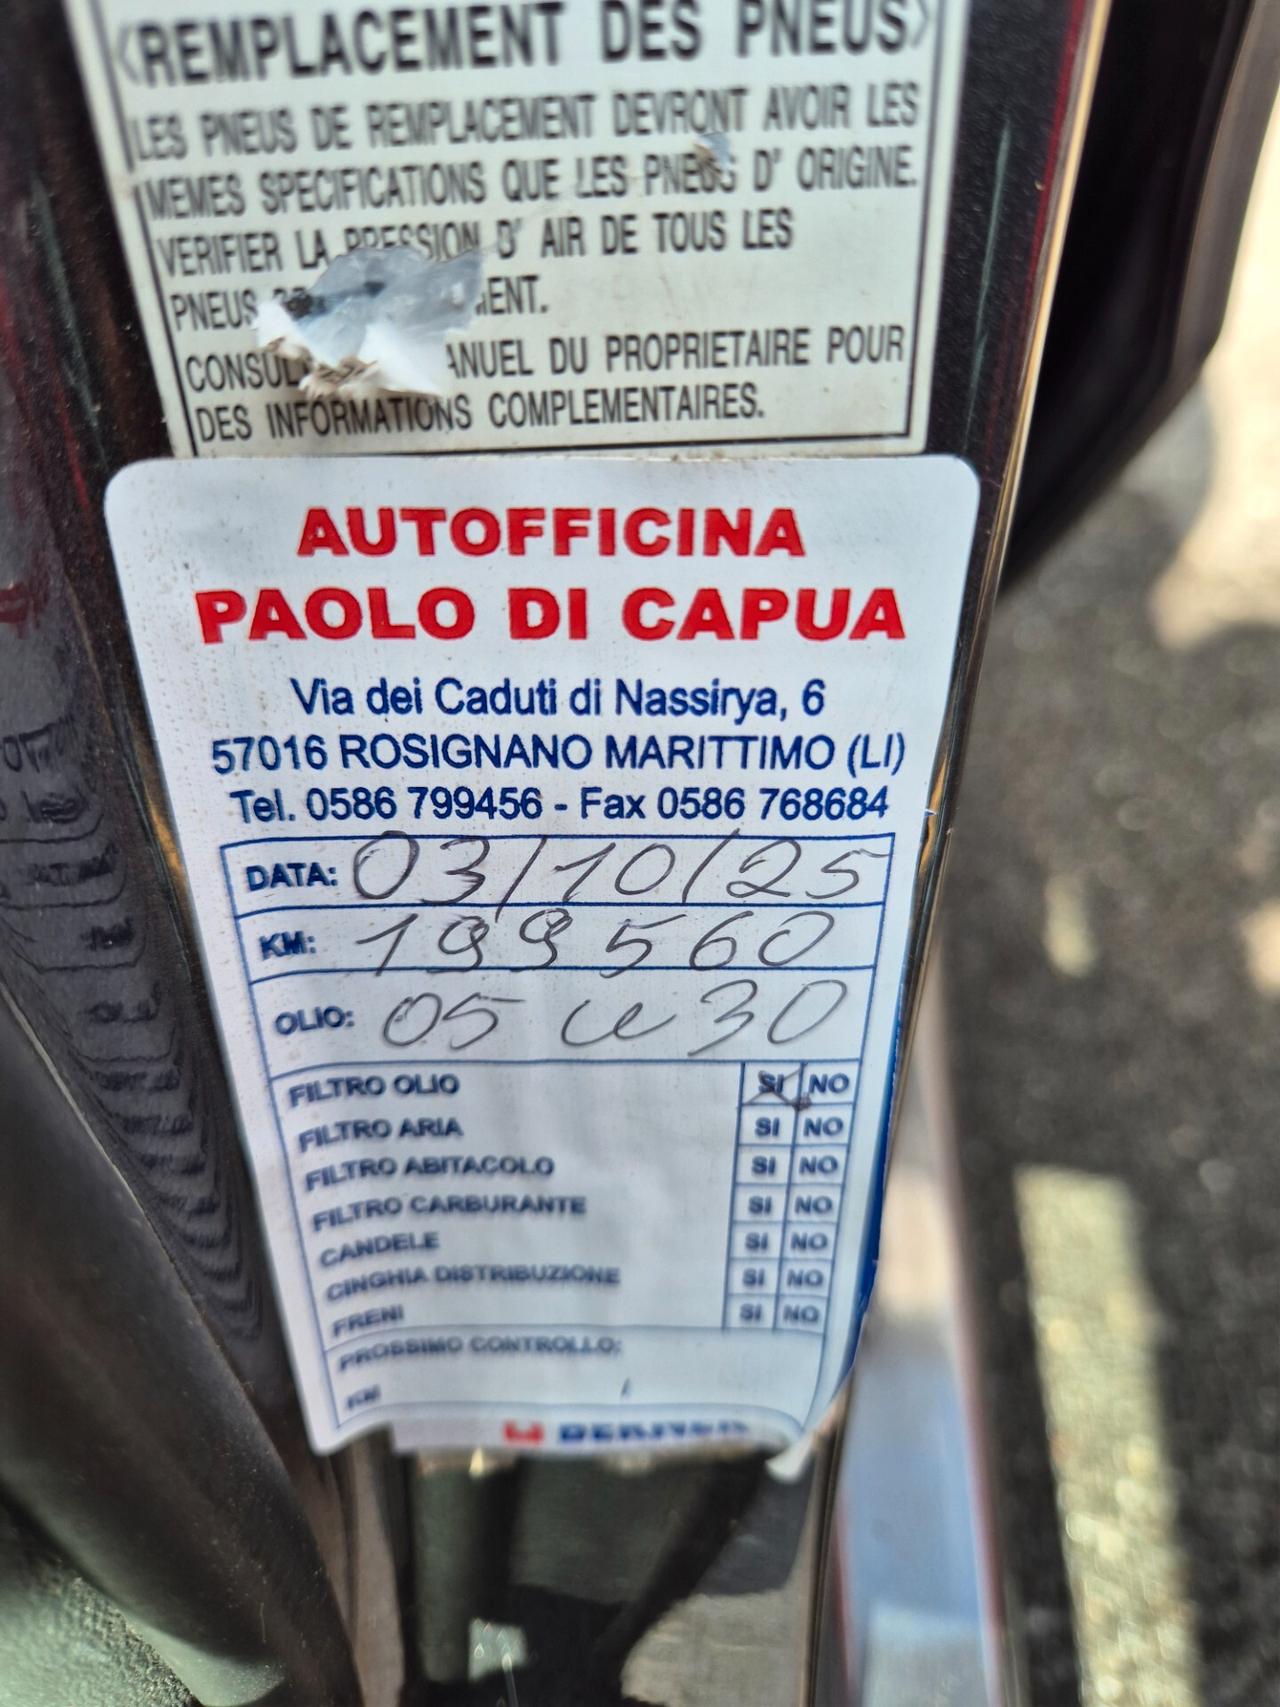 <REMPLACEMENT DES PNEUS>
LES PNEUS DE REMPLACEMENT DEVRONT AVOIR LES
MEMES SPECIFICATIONS QUE LES PNEUS D' ORIGINE.
VERIFIER LA PRESSION D' AIR DE TOUS LES
PNEUS MENT.
CONSUL ANUEL DU PROPRIETAIRE POUR
DES INFORMATIONS COMPLEMENTAIRES.
AUTOFFICINA
PAOLO DI CAPUA
Via dei Caduti di Nassirya, 6
57016 ROSIGNANO MARITTIMO (LI)
Tel. 0586 799456 - Fax 0586 768684
DATA: 03/10/25
KM: 199560
OLIO: 05 W 30
FILTRO OLIO SI NO
FILTRO ARIA SI NO
FILTRO ABITACOLO SI NO
FILTRO CARBURANTE SI NO
CANDELE SI NO
CINGHIA DISTRIBUZIONE SI NO
FRENI SI NO
PROSSIMO CONTROLLO:
KM